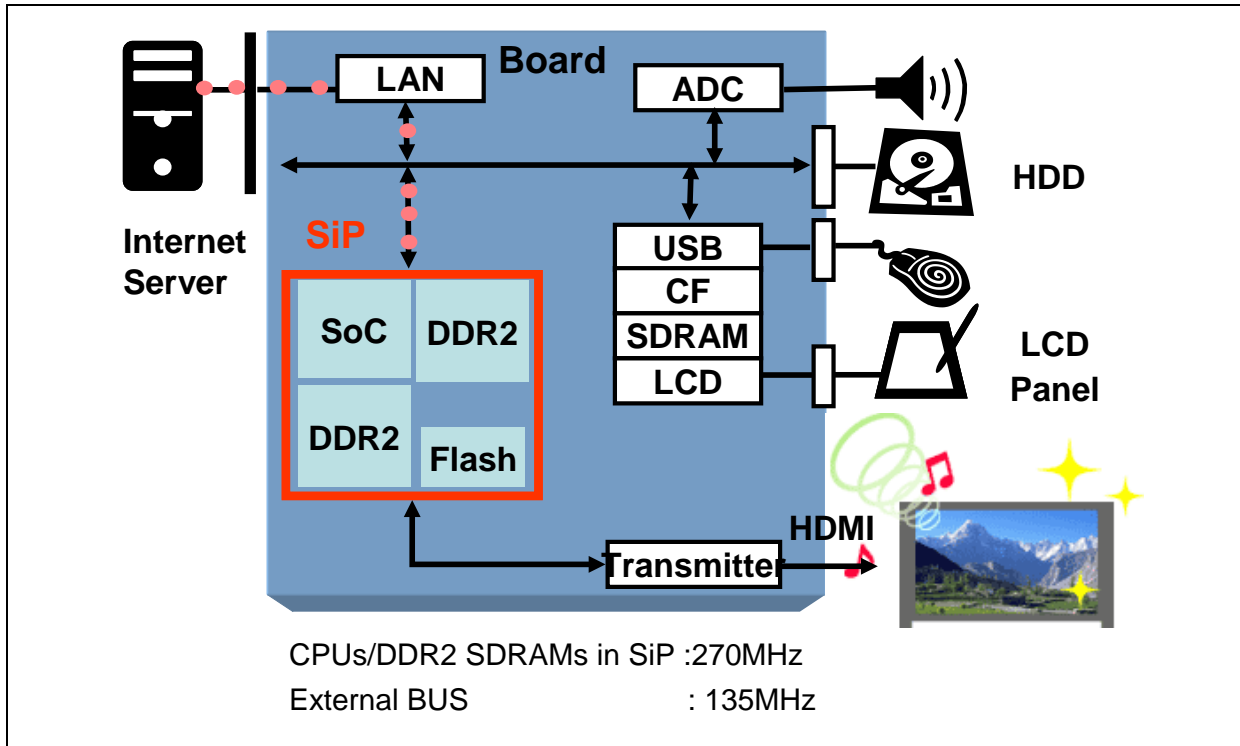 Board
LAN
ADC
HDD
Internet
Server
SiP
USB
CF
SDRAM
LCD
LCD
Panel
SoC
DDR2
DDR2
Flash
HDMI
Transmitter
CPUs/DDR2 SDRAMs in SiP :270MHz
External BUS : 135MHz